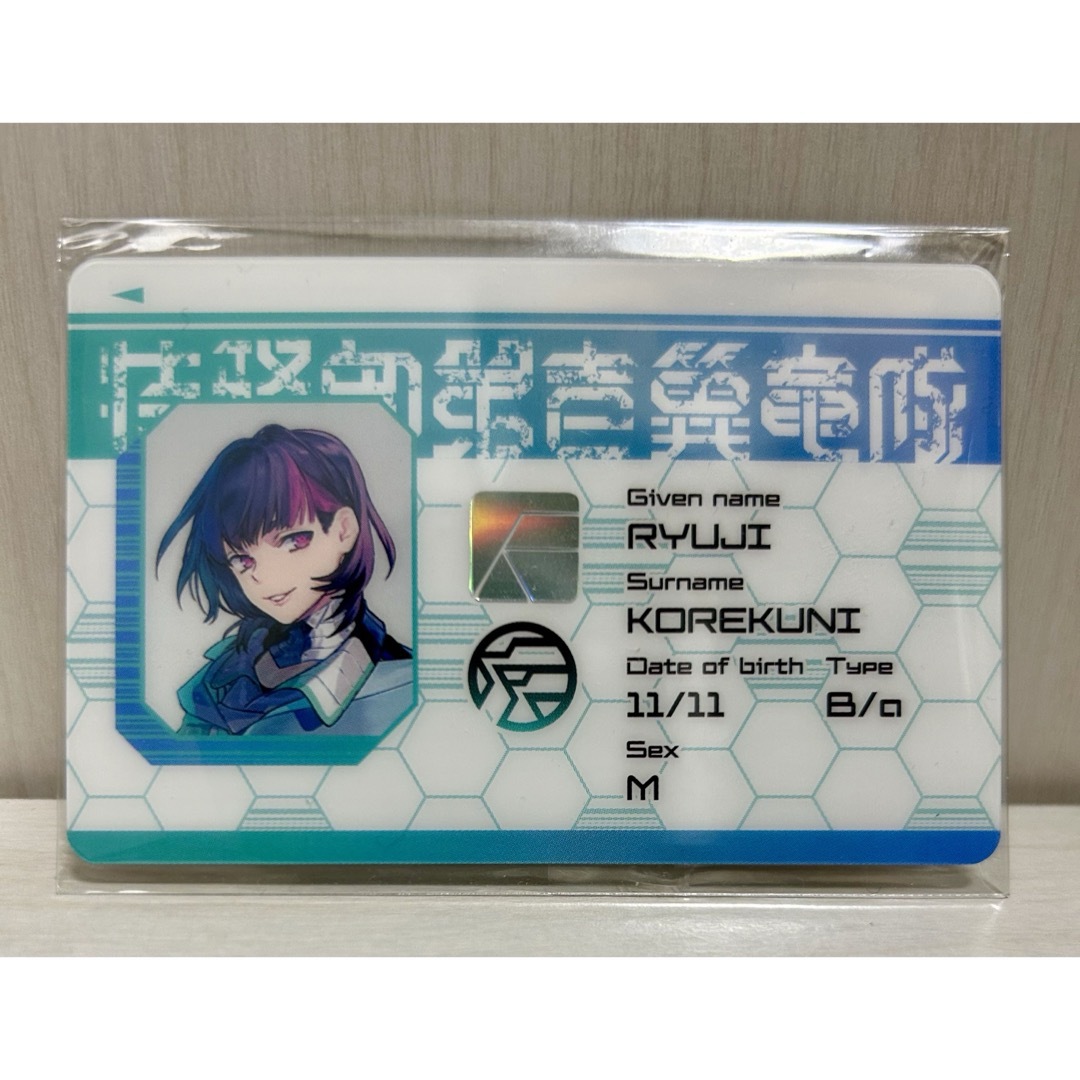 Given name
RYUJI
Surname
KOREKUNI
Date of birth Type
11/11 B/a
Sex
M